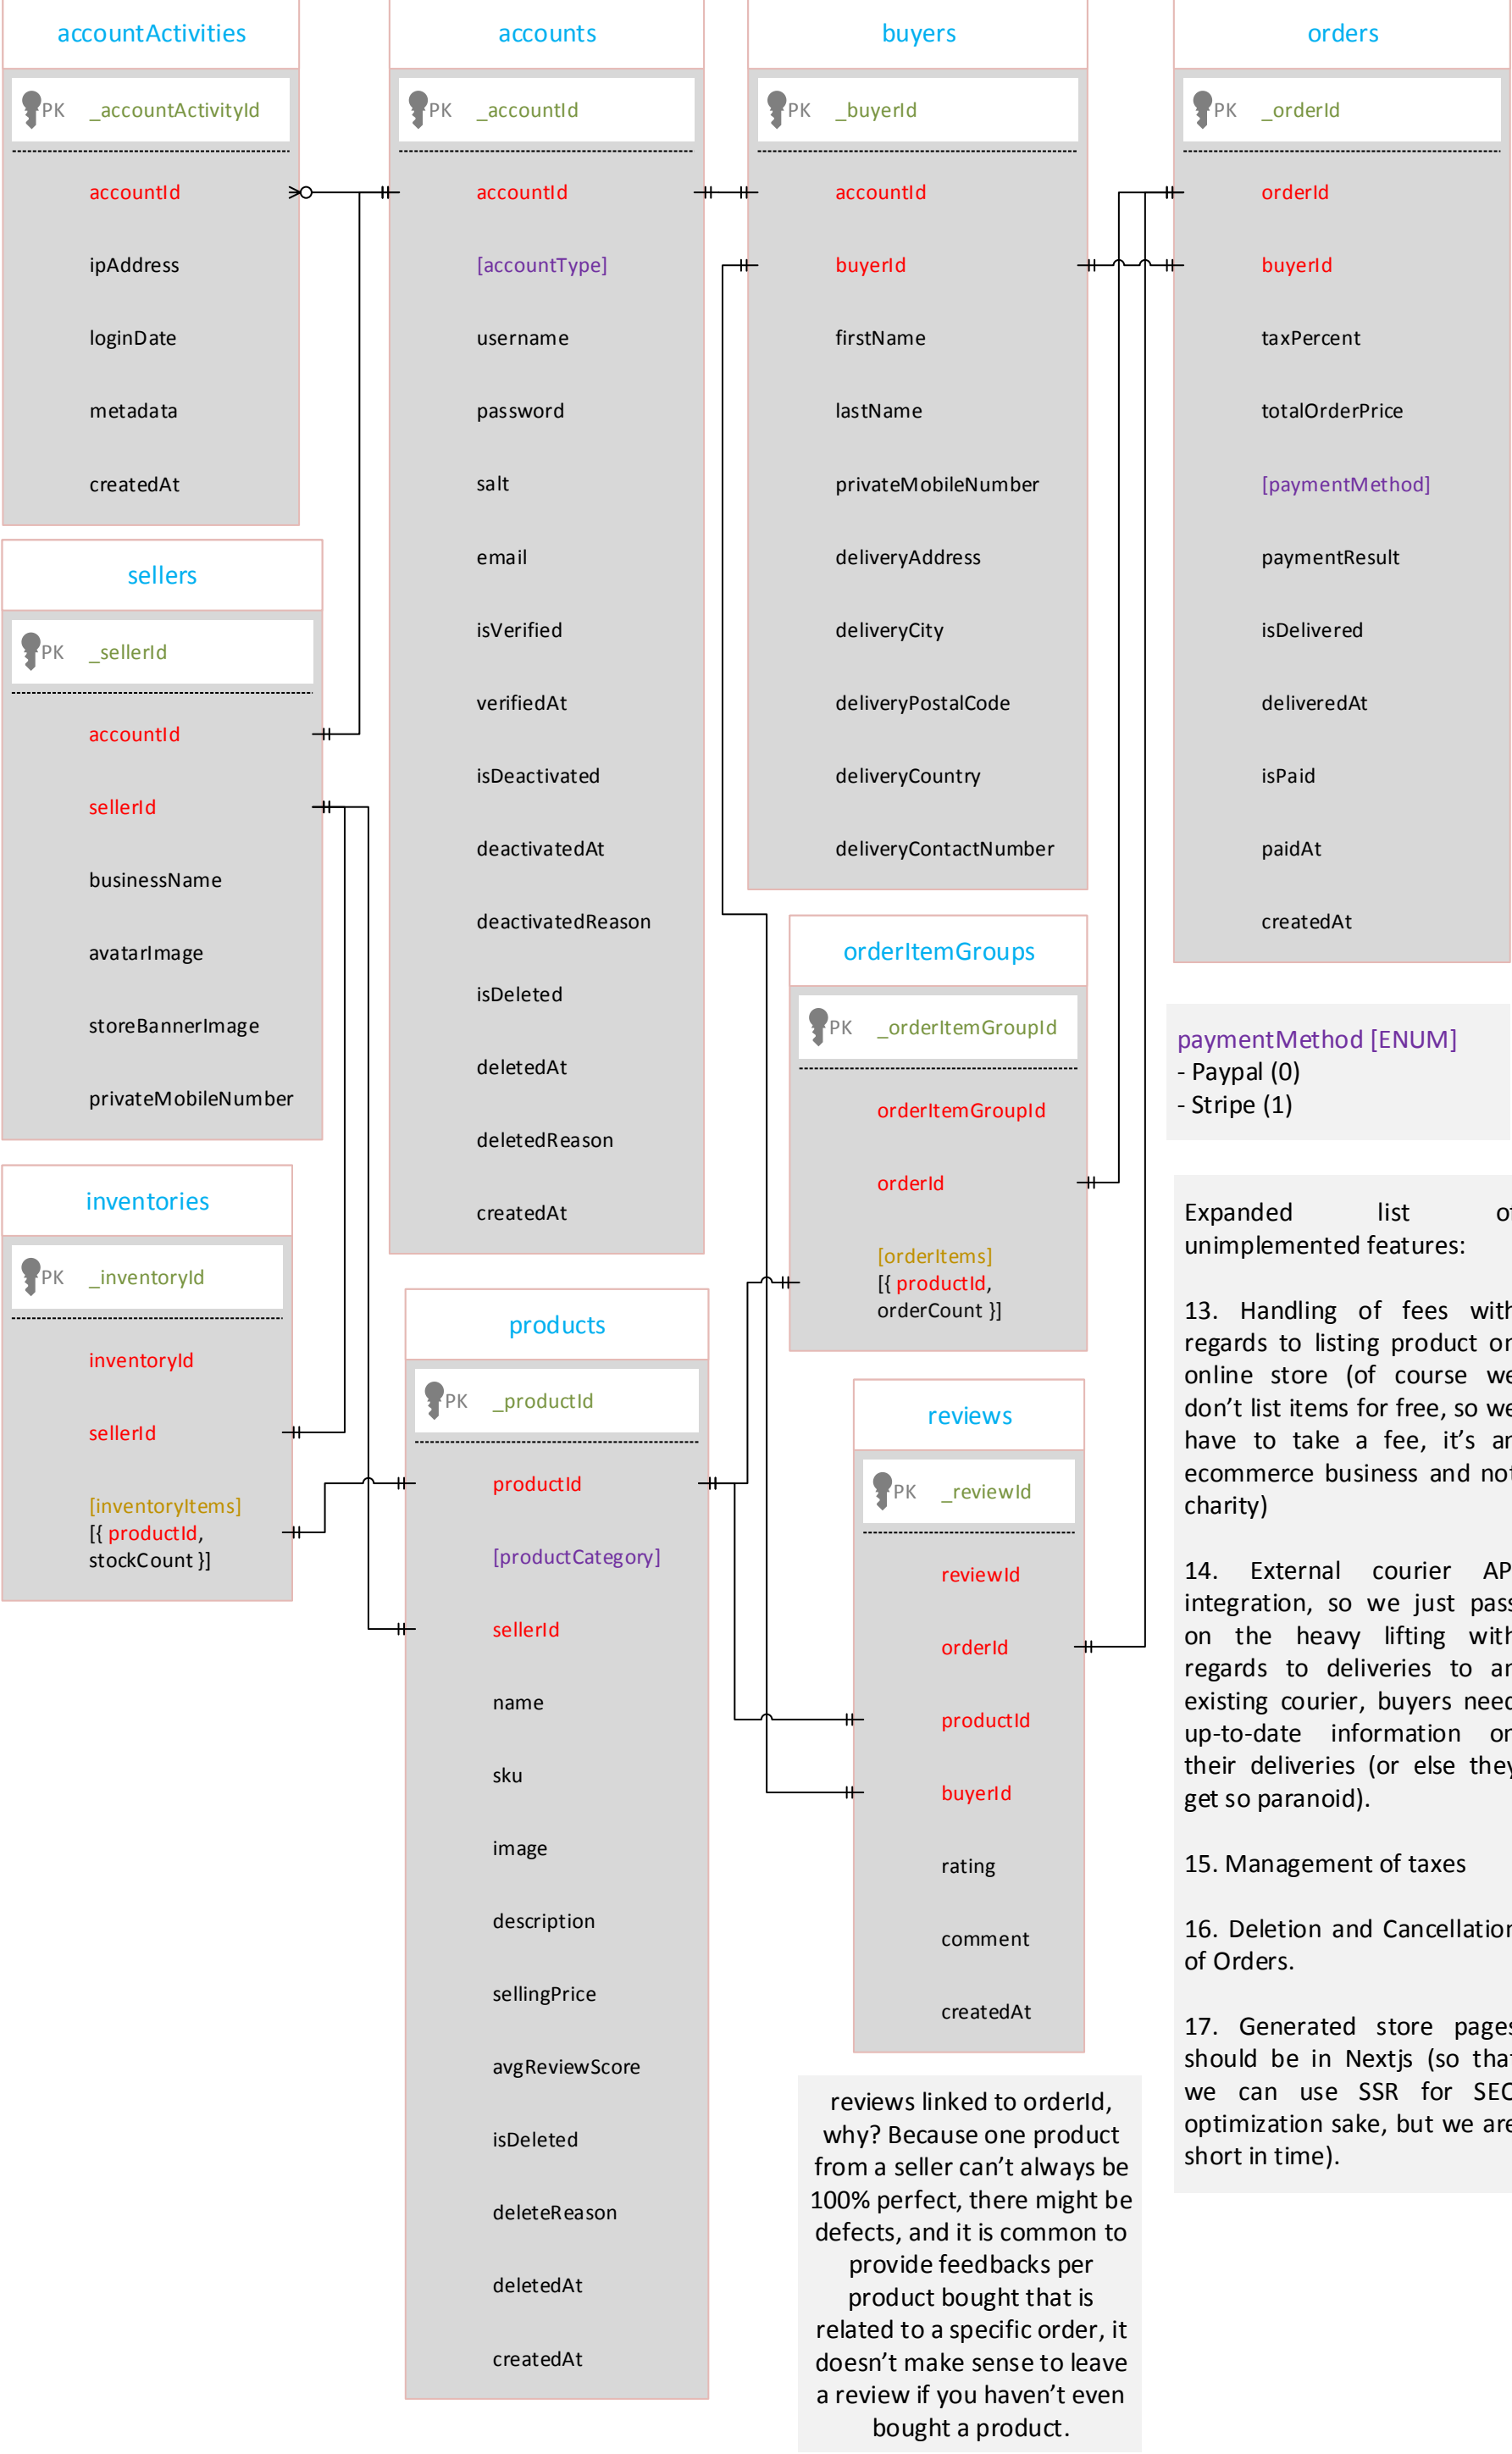 accountActivities
PK _accountActivityId
accountId
ipAddress
loginDate
metadata
createdAt
sellers
PK _sellerId
accountId
sellerId
businessName
avatarImage
storeBannerImage
privateMobileNumber
inventories
PK _inventoryId
inventoryId
sellerId
[inventoryItems]
[{ productId,
stockCount }]
accounts
PK _accountId
accountId
[accountType]
username
password
salt
email
isVerified
verifiedAt
isDeactivated
deactivatedAt
deactivatedReason
isDeleted
deletedAt
deletedReason
createdAt
products
PK _productId
productId
[productCategory]
sellerId
name
sku
image
description
sellingPrice
avgReviewScore
isDeleted
deleteReason
deletedAt
createdAt
buyers
PK _buyerId
accountId
buyerId
firstName
lastName
privateMobileNumber
deliveryAddress
deliveryCity
deliveryPostalCode
deliveryCountry
deliveryContactNumber
orderItemGroups
PK _orderItemGroupId
orderItemGroupId
orderId
[orderItems]
[{ productId,
orderCount }]
reviews
PK _reviewId
reviewId
orderId
productId
buyerId
rating
comment
createdAt
reviews linked to orderId,
why? Because one product
from a seller can't always be
100% perfect, there might be
defects, and it is common to
provide feedbacks per
product bought that is
related to a specific order, it
doesn't make sense to leave
a review if you haven't even
bought a product.
orders
PK _orderId
orderId
buyerId
taxPercent
totalOrderPrice
[paymentMethod]
paymentResult
isDelivered
deliveredAt
isPaid
paidAt
createdAt
paymentMethod [ENUM]
- Paypal (0)
- Stripe (1)
Expanded list of
unimplemented features:
13. Handling of fees with
regards to listing product on
online store (of course we
don't list items for free, so we
have to take a fee, it's an
ecommerce business and not
charity)
14. External courier API
integration, so we just pass
on the heavy lifting with
regards to deliveries to an
existing courier, buyers need
up-to-date information on
their deliveries (or else they
get so paranoid).
15. Management of taxes
16. Deletion and Cancellation
of Orders.
17. Generated store pages
should be in Nextjs (so that
we can use SSR for SEO
optimization sake, but we are
short in time).